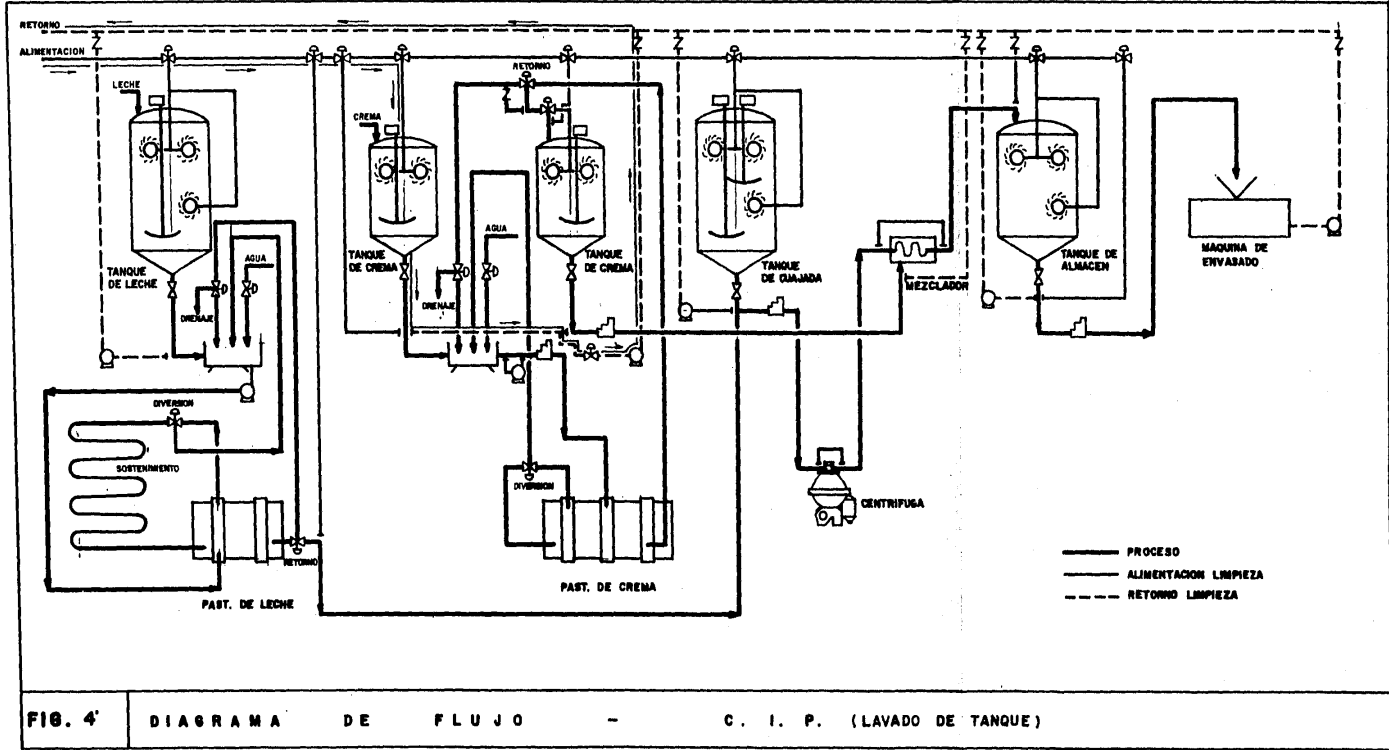 RETORNO
ALIMENTACION
LECHE
CREMA
RETORNO
TANQUE
DE LECHE
AGUA
DRENAJE
TANQUE
DE CREMA
AGUA
DRENAJE
TANQUE
DE CREMA
TANQUE
DE CUAJADA
MEZCLADOR
TANQUE DE
ALMACEN
MAQUINA DE
ENVASADO
DIVERSION
SOSTENIMIENTO
RETORNO
PAST. DE LECHE
DIVERSION
PAST. DE CREMA
CENTRIFUGA
PROCESO
ALIMENTACION LIMPIEZA
RETORNO LIMPIEZA
FIG. 4'
DIAGRAMA DE FLUJO - C. I. P. (LAVADO DE TANQUE)